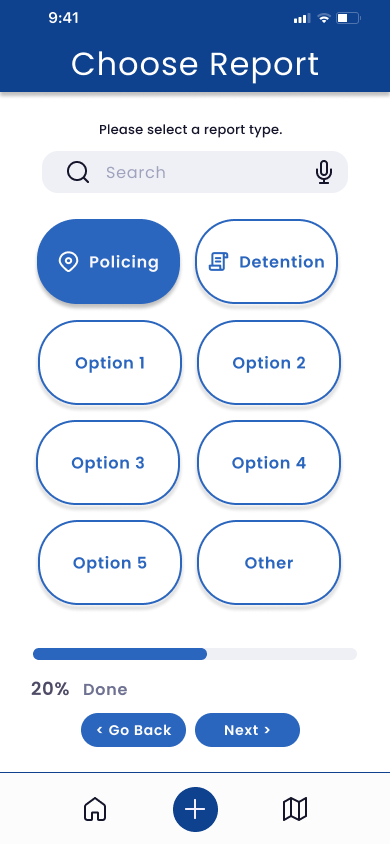 9:41
Choose Report
Please select a report type.
Search
Policing
Detention
Option 1
Option 2
Option 3
Option 4
Option 5
Other
20% Done
< Go Back
Next >